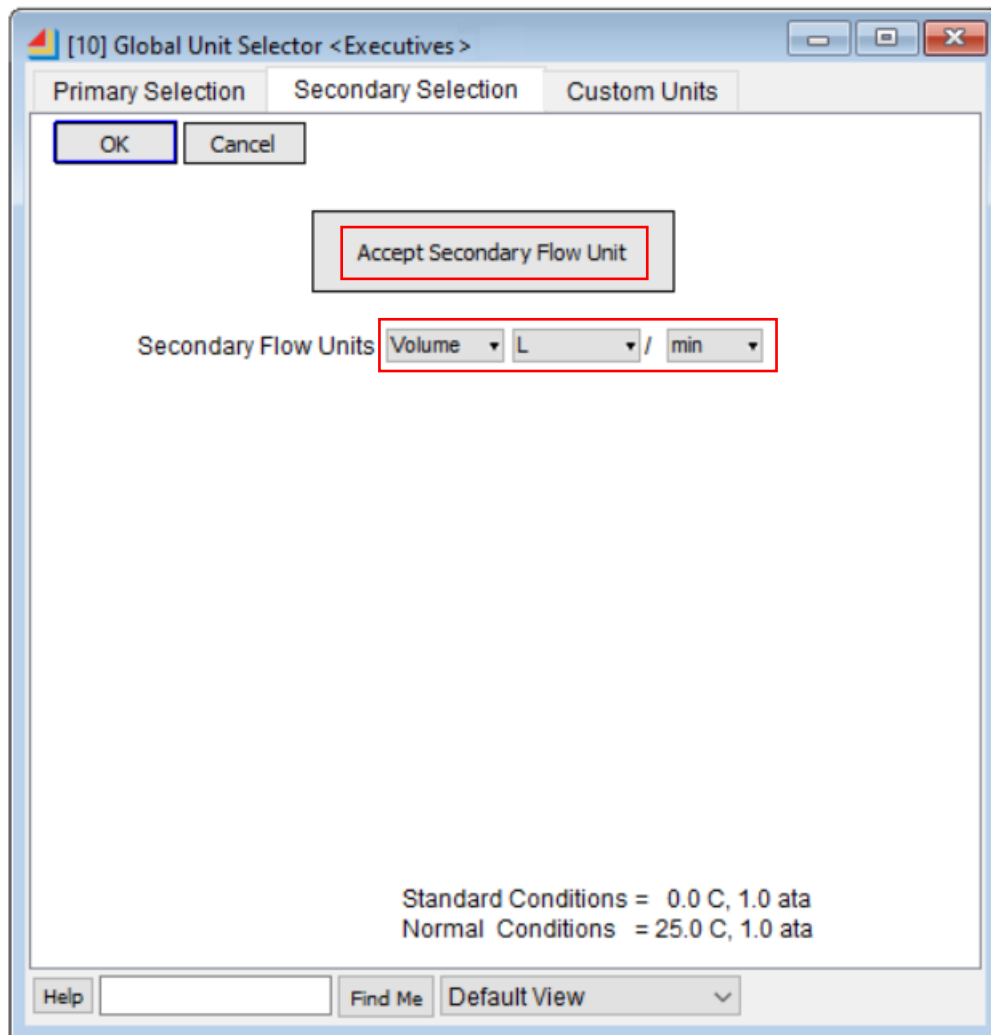 [10] Global Unit Selector <Executives>
Primary Selection Secondary Selection Custom Units
OK Cancel
Accept Secondary Flow Unit
Secondary Flow Units Volume L / min
Standard Conditions = 0.0 C, 1.0 ata
Normal Conditions = 25.0 C, 1.0 ata
Help Find Me Default View